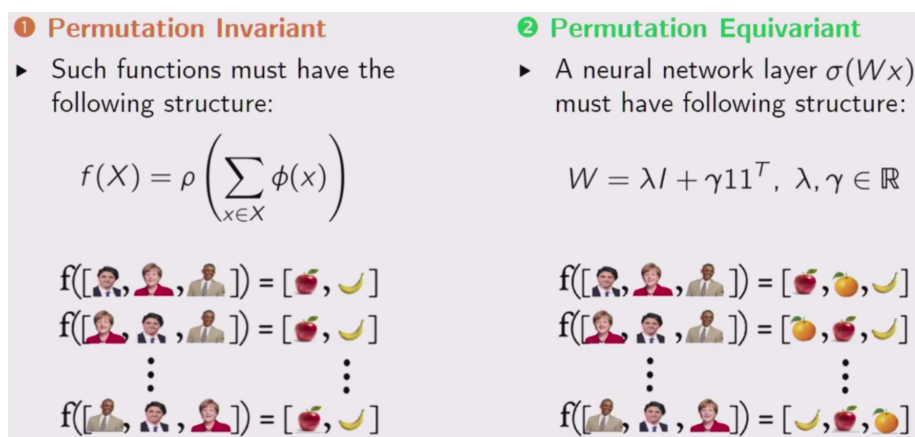 ❶ Permutation Invariant
▸ Such functions must have the
following structure:
f(X) = ρ(∑_{x∈X} ϕ(x))
f([ , , ]) = [ , ]
f([ , , ]) = [ , ]
⋮ ⋮
f([ , , ]) = [ , ]
❷ Permutation Equivariant
▸ A neural network layer σ(Wx)
must have following structure:
W = λI + γ11ᵀ, λ, γ ∈ ℝ
f([ , , ]) = [ , , ]
f([ , , ]) = [ , , ]
⋮ ⋮
f([ , , ]) = [ , , ]